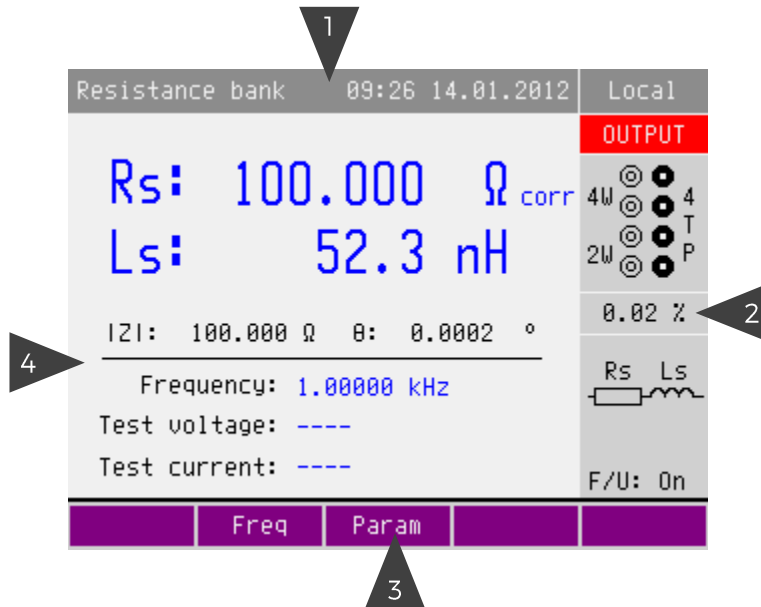 1
Resistance bank 09:26 14.01.2012 Local
OUTPUT
Rs: 100.000 Ω corr
Ls: 52.3 nH
4W 4
T
2W P
0.02 % 2
|Z|: 100.000 Ω θ: 0.0002 °
4
Rs Ls
Frequency: 1.00000 kHz
Test voltage: ----
Test current: ----
F/U: On
Freq Param
3